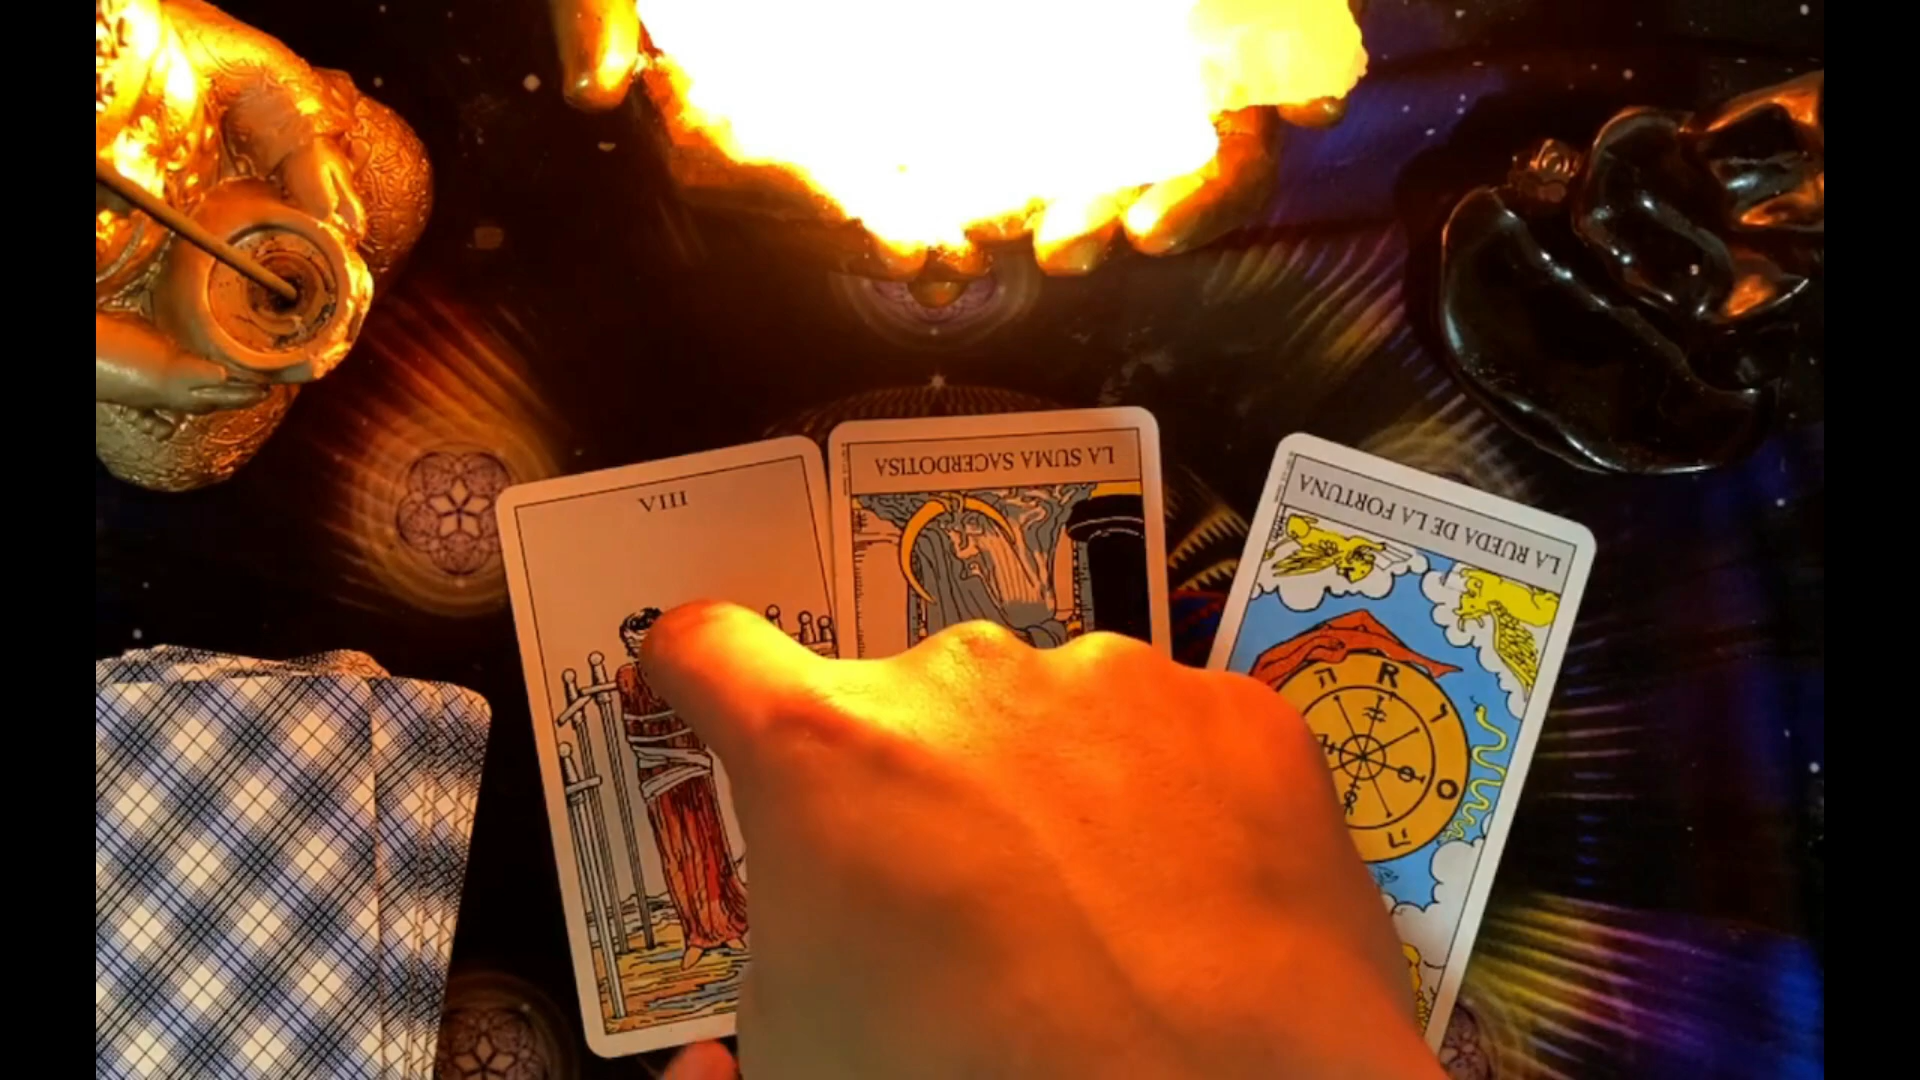 VIII
LA SUMA SACERDOTISA
LA RUEDA DE LA FORTUNA
R
O